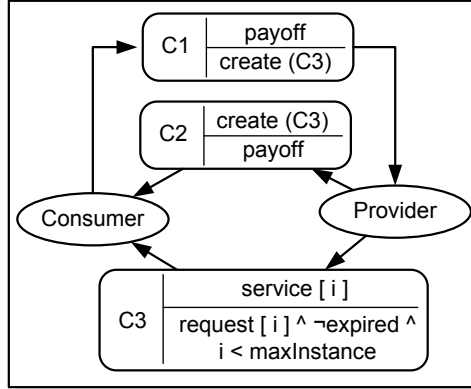 C1
payoff
create (C3)
C2
create (C3)
payoff
Consumer
Provider
C3
service [ i ]
request [ i ] ^ ¬expired ^
i < maxInstance